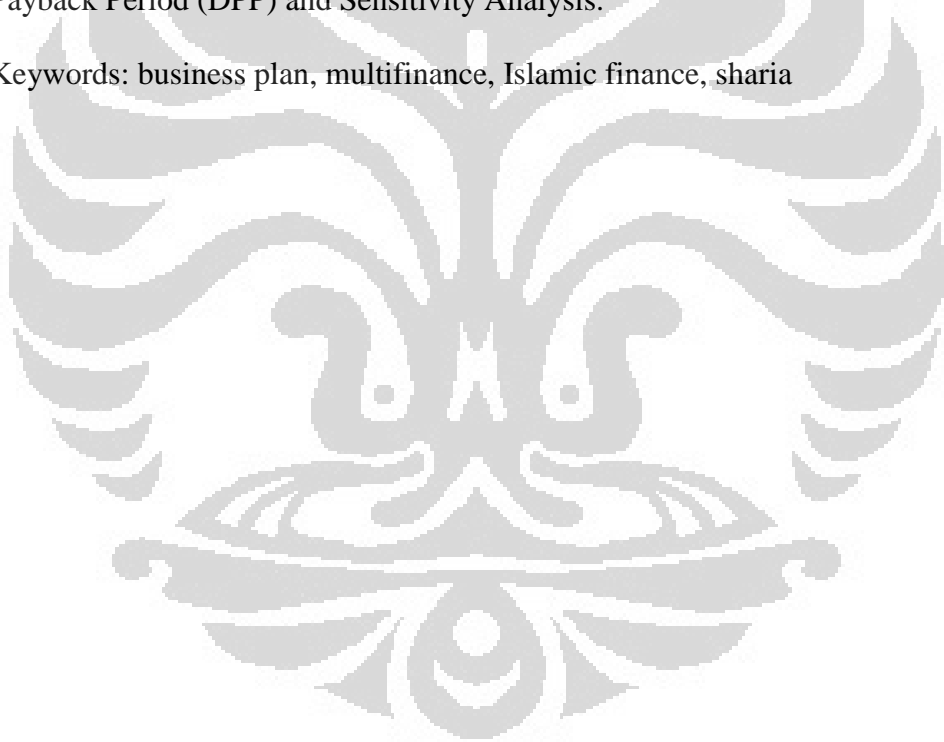 Payback Period (DPP) and Sensitivity Analysis.
Keywords: business plan, multifinance, Islamic finance, sharia